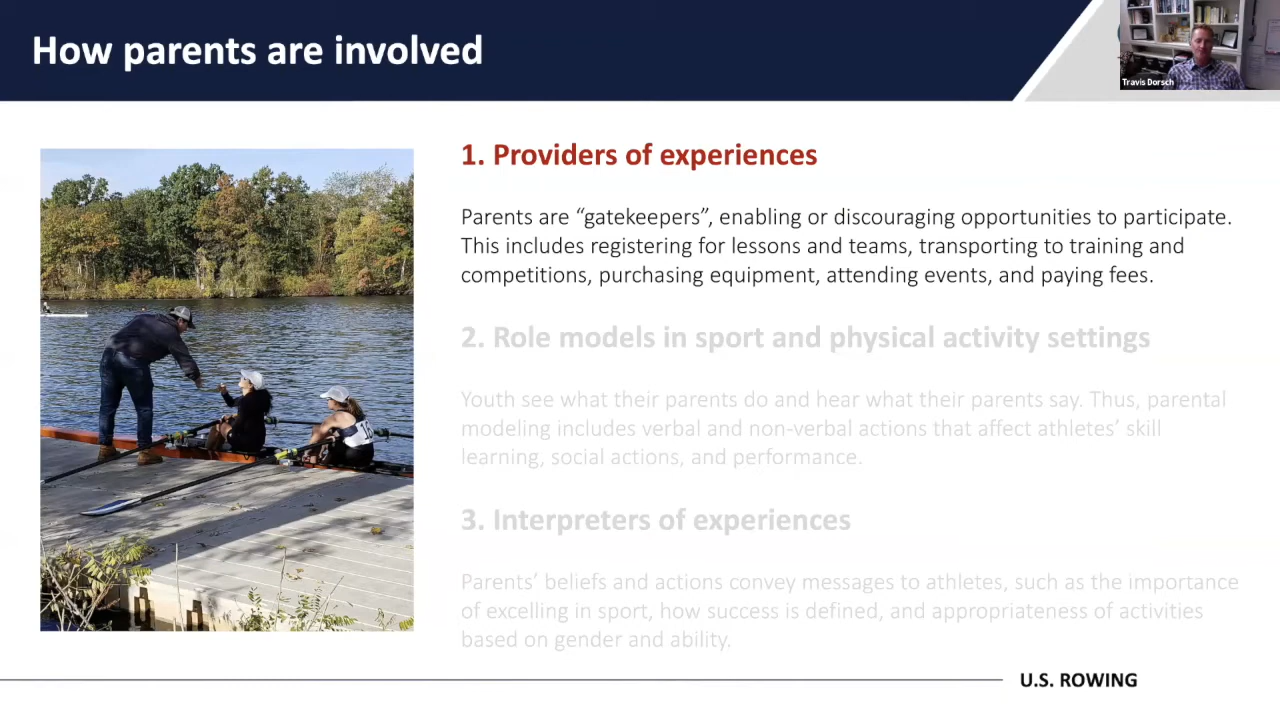 How parents are involved
Travis Dorsch
1. Providers of experiences
Parents are “gatekeepers”, enabling or discouraging opportunities to participate.
This includes registering for lessons and teams, transporting to training and
competitions, purchasing equipment, attending events, and paying fees.
2. Role models in sport and physical activity settings
Youth see what their parents do and hear what their parents say. Thus, parental
modeling includes verbal and non-verbal actions that affect athletes’ skill
learning, social actions, and performance.
3. Interpreters of experiences
Parents’ beliefs and actions convey messages to athletes, such as the importance
of excelling in sport, how success is defined, and appropriateness of activities
based on gender and ability.
U.S. ROWING